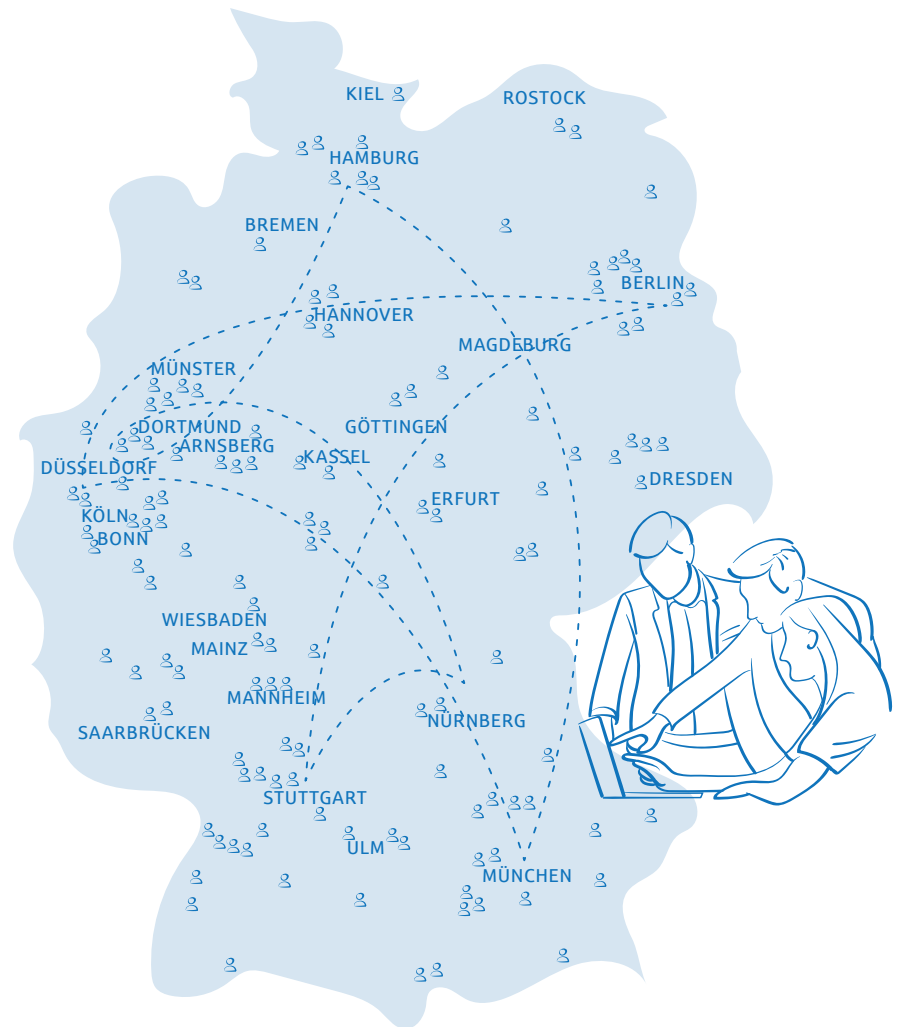 KIEL
ROSTOCK
HAMBURG
BREMEN
BERLIN
HANNOVER
MAGDEBURG
MÜNSTER
DORTMUND
GÖTTINGEN
ARNSBERG
KASSEL
DÜSSELDORF
DRESDEN
ERFURT
KÖLN
BONN
WIESBADEN
MAINZ
MANNHEIM
NÜRNBERG
SAARBRÜCKEN
STUTTGART
ULM
MÜNCHEN